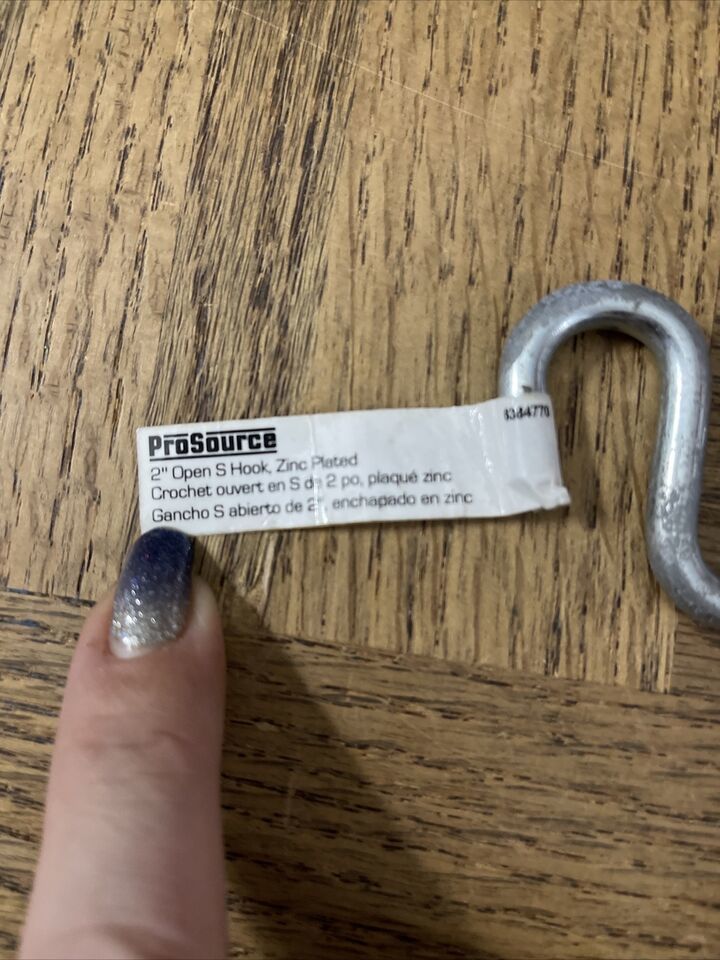 ProSource
2" Open S Hook, Zinc Plated
Crochet ouvert en S de 2 po, plaqué zinc
Gancho S abierto de 2", enchapado en zinc